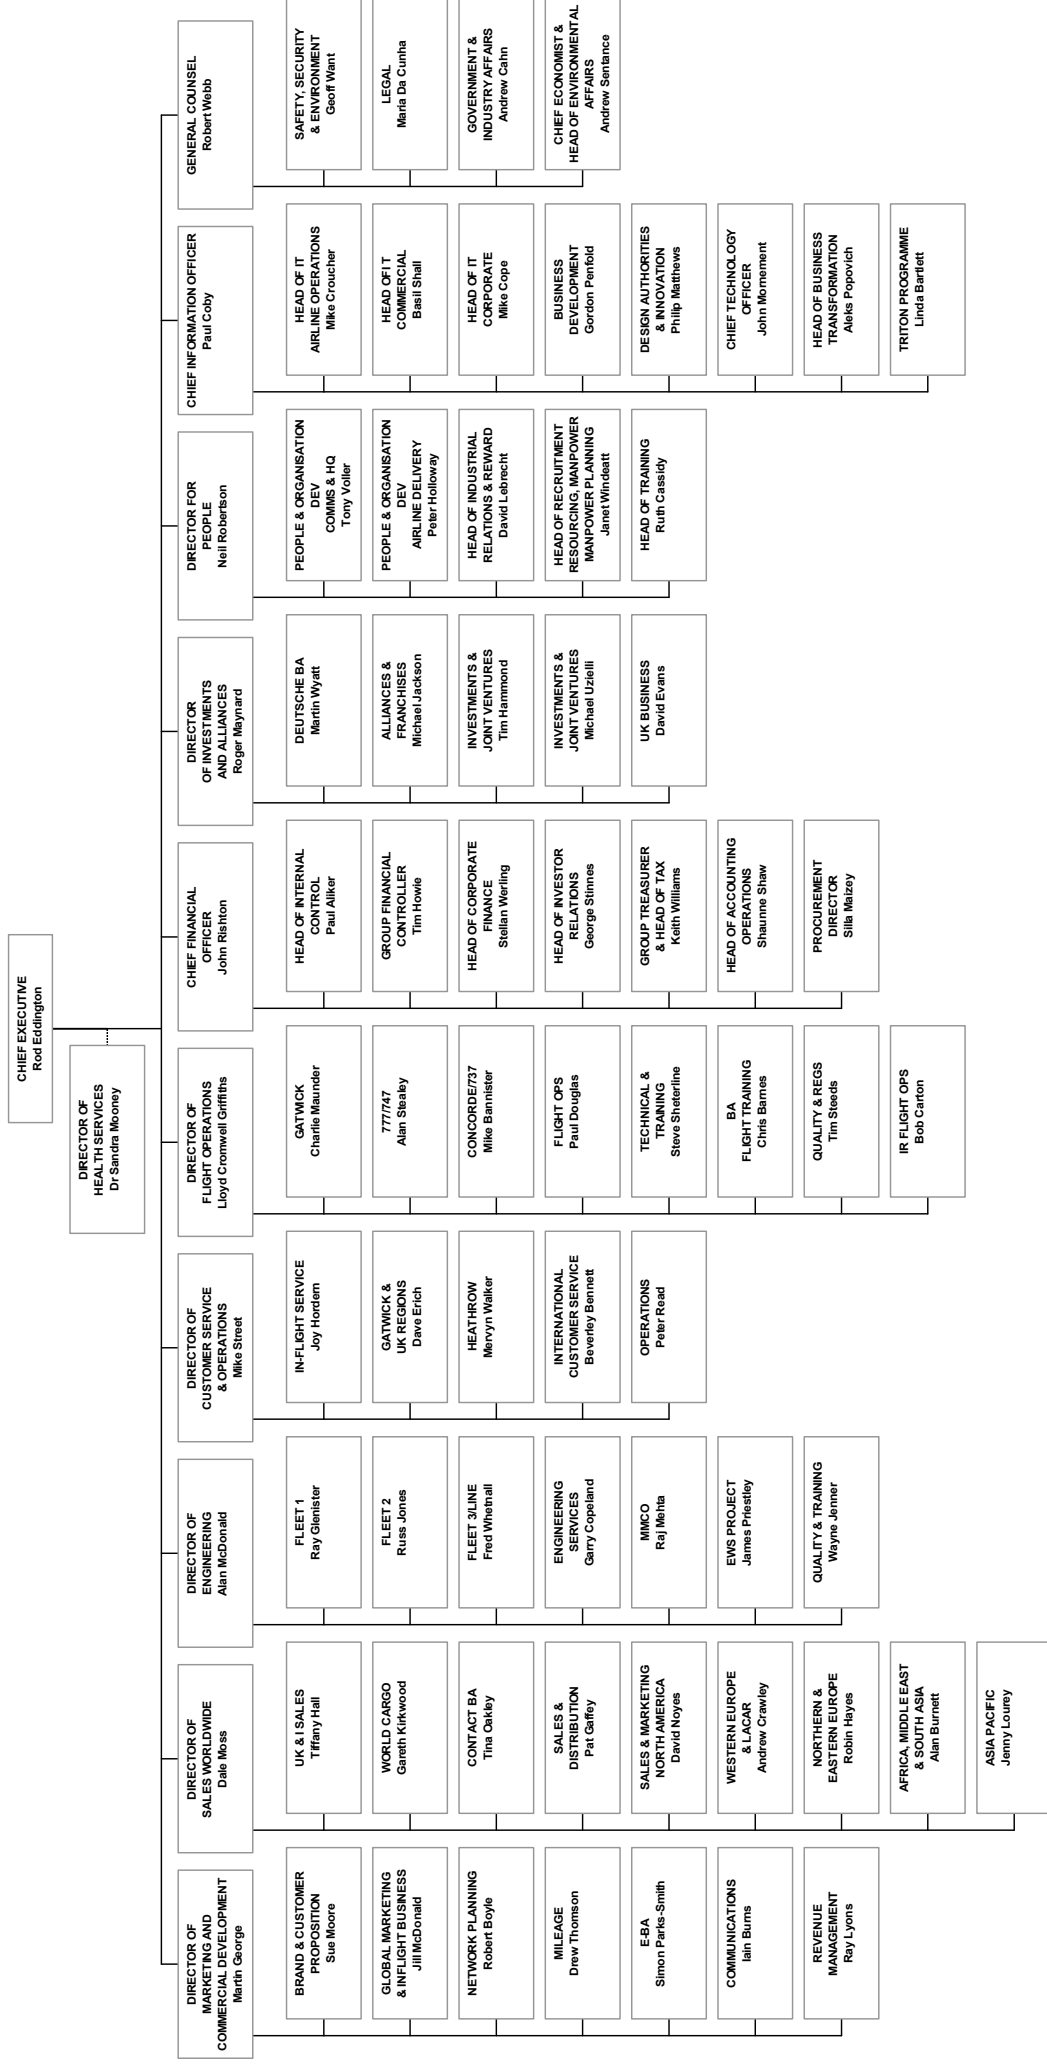 CHIEF EXECUTIVE
Rod Eddington
DIRECTOR OF
HEALTH SERVICES
Dr Sandra Mooney
DIRECTOR OF
MARKETING AND
COMMERCIAL DEVELOPMENT
Martin George
BRAND & CUSTOMER
PROPOSITION
Sue Moore
GLOBAL MARKETING
& INFLIGHT BUSINESS
Jill McDonald
NETWORK PLANNING
Robert Boyle
MILEAGE
Drew Thomson
E-BA
Simon Parks-Smith
COMMUNICATIONS
Iain Burns
REVENUE
MANAGEMENT
Ray Lyons
DIRECTOR OF
SALES WORLDWIDE
Dale Moss
UK & I SALES
Tiffany Hall
WORLD CARGO
Gareth Kirkwood
CONTACT BA
Tina Oakley
SALES &
DISTRIBUTION
Pat Gaffey
SALES & MARKETING
NORTH AMERICA
David Noyes
WESTERN EUROPE
& LACAR
Andrew Crawley
NORTHERN &
EASTERN EUROPE
Robin Hayes
AFRICA, MIDDLE EAST
& SOUTH ASIA
Alan Burnett
ASIA PACIFIC
Jenny Lourey
DIRECTOR OF
ENGINEERING
Alan McDonald
FLEET 1
Ray Glenister
FLEET 2
Russ Jones
FLEET 3/LINE
Fred Whetnall
ENGINEERING
SERVICES
Garry Copeland
MMCO
Raj Mehta
EWS PROJECT
James Priestley
QUALITY & TRAINING
Wayne Jenner
DIRECTOR OF
CUSTOMER SERVICE
& OPERATIONS
Mike Street
IN-FLIGHT SERVICE
Joy Hordern
GATWICK &
UK REGIONS
Dave Erich
HEATHROW
Mervyn Walker
INTERNATIONAL
CUSTOMER SERVICE
Beverley Bennett
OPERATIONS
Peter Read
DIRECTOR OF
FLIGHT OPERATIONS
Lloyd Cromwell Griffiths
GATWICK
Charlie Maunder
777/747
Alan Stealey
CONCORDE/737
Mike Bannister
FLIGHT OPS
Paul Douglas
TECHNICAL &
TRAINING
Steve Sheterline
BA
FLIGHT TRAINING
Chris Barnes
QUALITY & REGS
Tim Steeds
IR FLIGHT OPS
Bob Carton
CHIEF FINANCIAL
OFFICER
John Rishton
HEAD OF INTERNAL
CONTROL
Paul Aliker
GROUP FINANCIAL
CONTROLLER
Tim Howie
HEAD OF CORPORATE
FINANCE
Stellan Werling
HEAD OF INVESTOR
RELATIONS
George Stinnes
GROUP TREASURER
& HEAD OF TAX
Keith Williams
HEAD OF ACCOUNTING
OPERATIONS
Shaunne Shaw
PROCUREMENT
DIRECTOR
Silla Maizey
DIRECTOR
OF INVESTMENTS
AND ALLIANCES
Roger Maynard
DEUTSCHE BA
Martin Wyatt
ALLIANCES &
FRANCHISES
Michael Jackson
INVESTMENTS &
JOINT VENTURES
Tim Hammond
INVESTMENTS &
JOINT VENTURES
Michael Uzielli
UK BUSINESS
David Evans
DIRECTOR FOR
PEOPLE
Neil Robertson
PEOPLE & ORGANISATION
DEV
COMMS & HQ
Tony Voller
PEOPLE & ORGANISATION
DEV
AIRLINE DELIVERY
Peter Holloway
HEAD OF INDUSTRIAL
RELATIONS & REWARD
David Lebrecht
HEAD OF RECRUITMENT
RESOURCING, MANPOWER
MANPOWER PLANNING
Janet Windeatt
HEAD OF TRAINING
Ruth Cassidy
CHIEF INFORMATION OFFICER
Paul Coby
HEAD OF IT
AIRLINE OPERATIONS
Mike Croucher
HEAD OF IT
COMMERCIAL
Basil Shall
HEAD OF IT
CORPORATE
Mike Cope
BUSINESS
DEVELOPMENT
Gordon Penfold
DESIGN AUTHORITIES
& INNOVATION
Philip Matthews
CHIEF TECHNOLOGY
OFFICER
John Mornement
HEAD OF BUSINESS
TRANSFORMATION
Aleks Popovich
TRITON PROGRAMME
Linda Bartlett
GENERAL COUNSEL
Robert Webb
SAFETY, SECURITY
& ENVIRONMENT
Geoff Want
LEGAL
Maria Da Cunha
GOVERNMENT &
INDUSTRY AFFAIRS
Andrew Cahn
CHIEF ECONOMIST &
HEAD OF ENVIRONMENTAL
AFFAIRS
Andrew Sentance